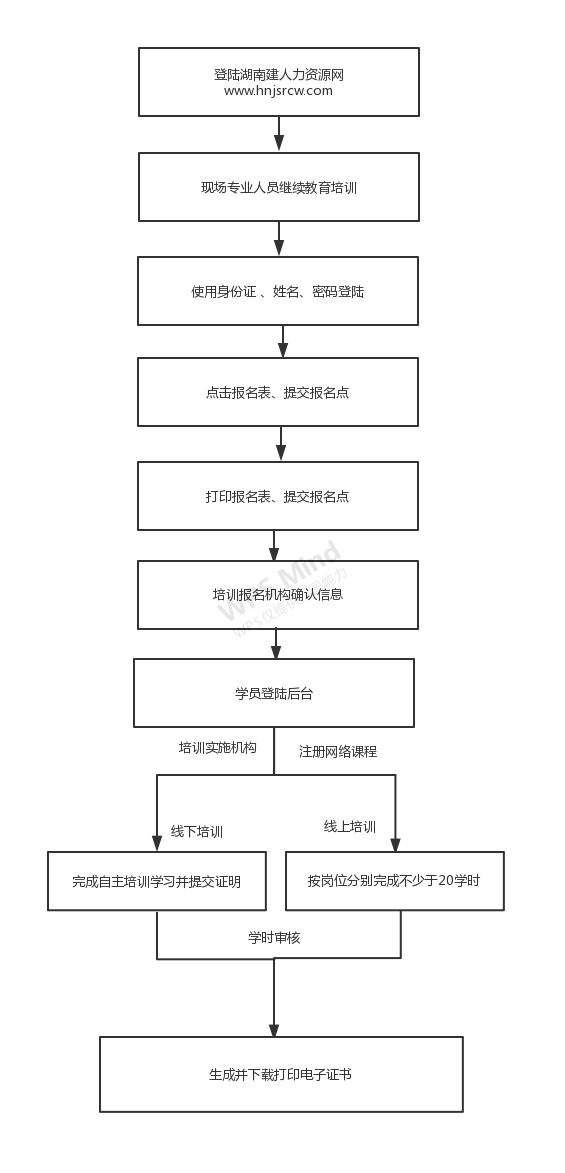 登陆湖南建人力资源网
www.hnjsrcw.com
现场专业人员继续教育培训
使用身份证 、姓名、密码登陆
点击报名表、提交报名点
打印报名表、提交报名点
WPS Mind
培训报名机构确认信息
学员登陆后台
培训实施机构
注册网络课程
线下培训
线上培训
完成自主培训学习并提交证明
按岗位分别完成不少于20学时
学时审核
生成并下载打印电子证书